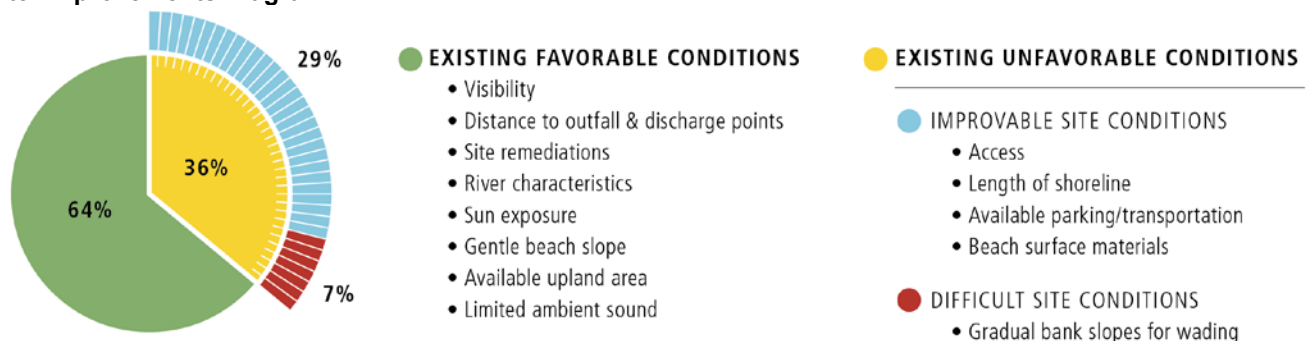 29%
36%
64%
7%
EXISTING FAVORABLE CONDITIONS
• Visibility
• Distance to outfall & discharge points
• Site remediations
• River characteristics
• Sun exposure
• Gentle beach slope
• Available upland area
• Limited ambient sound
EXISTING UNFAVORABLE CONDITIONS
IMPROVABLE SITE CONDITIONS
• Access
• Length of shoreline
• Available parking/transportation
• Beach surface materials
DIFFICULT SITE CONDITIONS
• Gradual bank slopes for wading